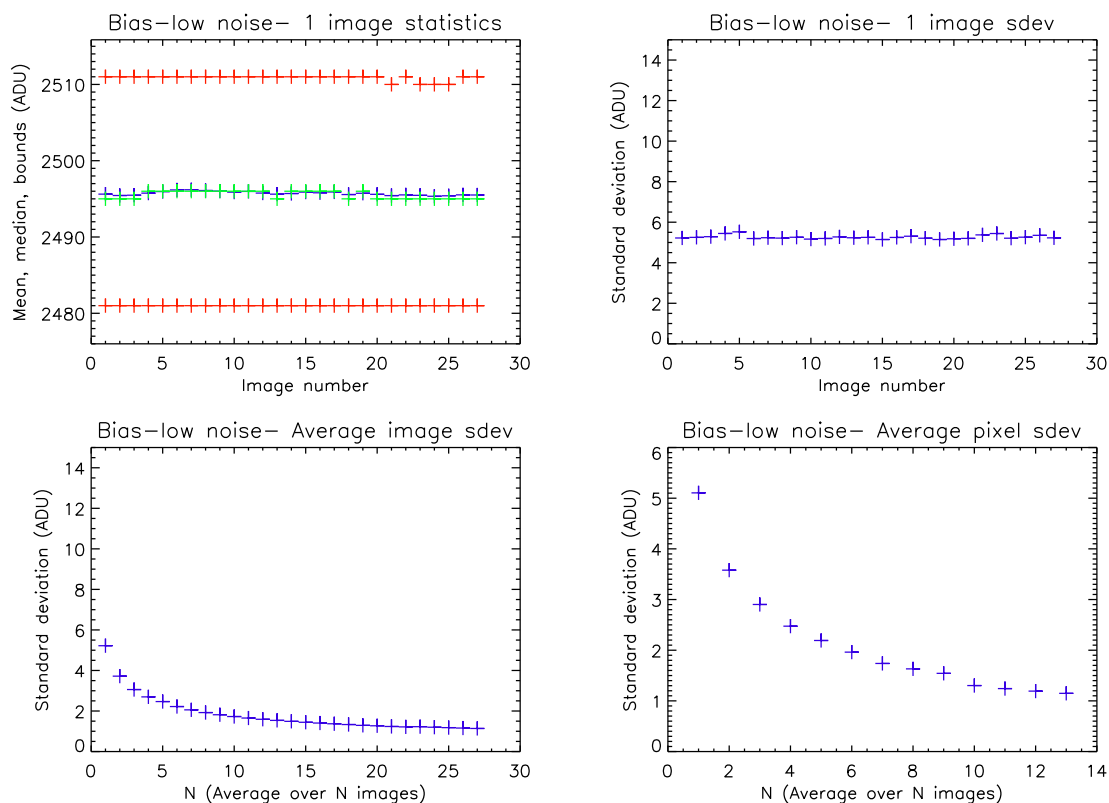 Bias-low noise- 1 image statistics
Mean, median, bounds (ADU)
2510
2500
2490
2480
0 5 10 15 20 25 30
Image number
Bias-low noise- 1 image sdev
Standard deviation (ADU)
14
12
10
8
6
4
2
0
0 5 10 15 20 25 30
Image number
Bias-low noise- Average image sdev
Standard deviation (ADU)
14
12
10
8
6
4
2
0
0 5 10 15 20 25 30
N (Average over N images)
Bias-low noise- Average pixel sdev
Standard deviation (ADU)
6
5
4
3
2
1
0
0 2 4 6 8 10 12 14
N (Average over N images)